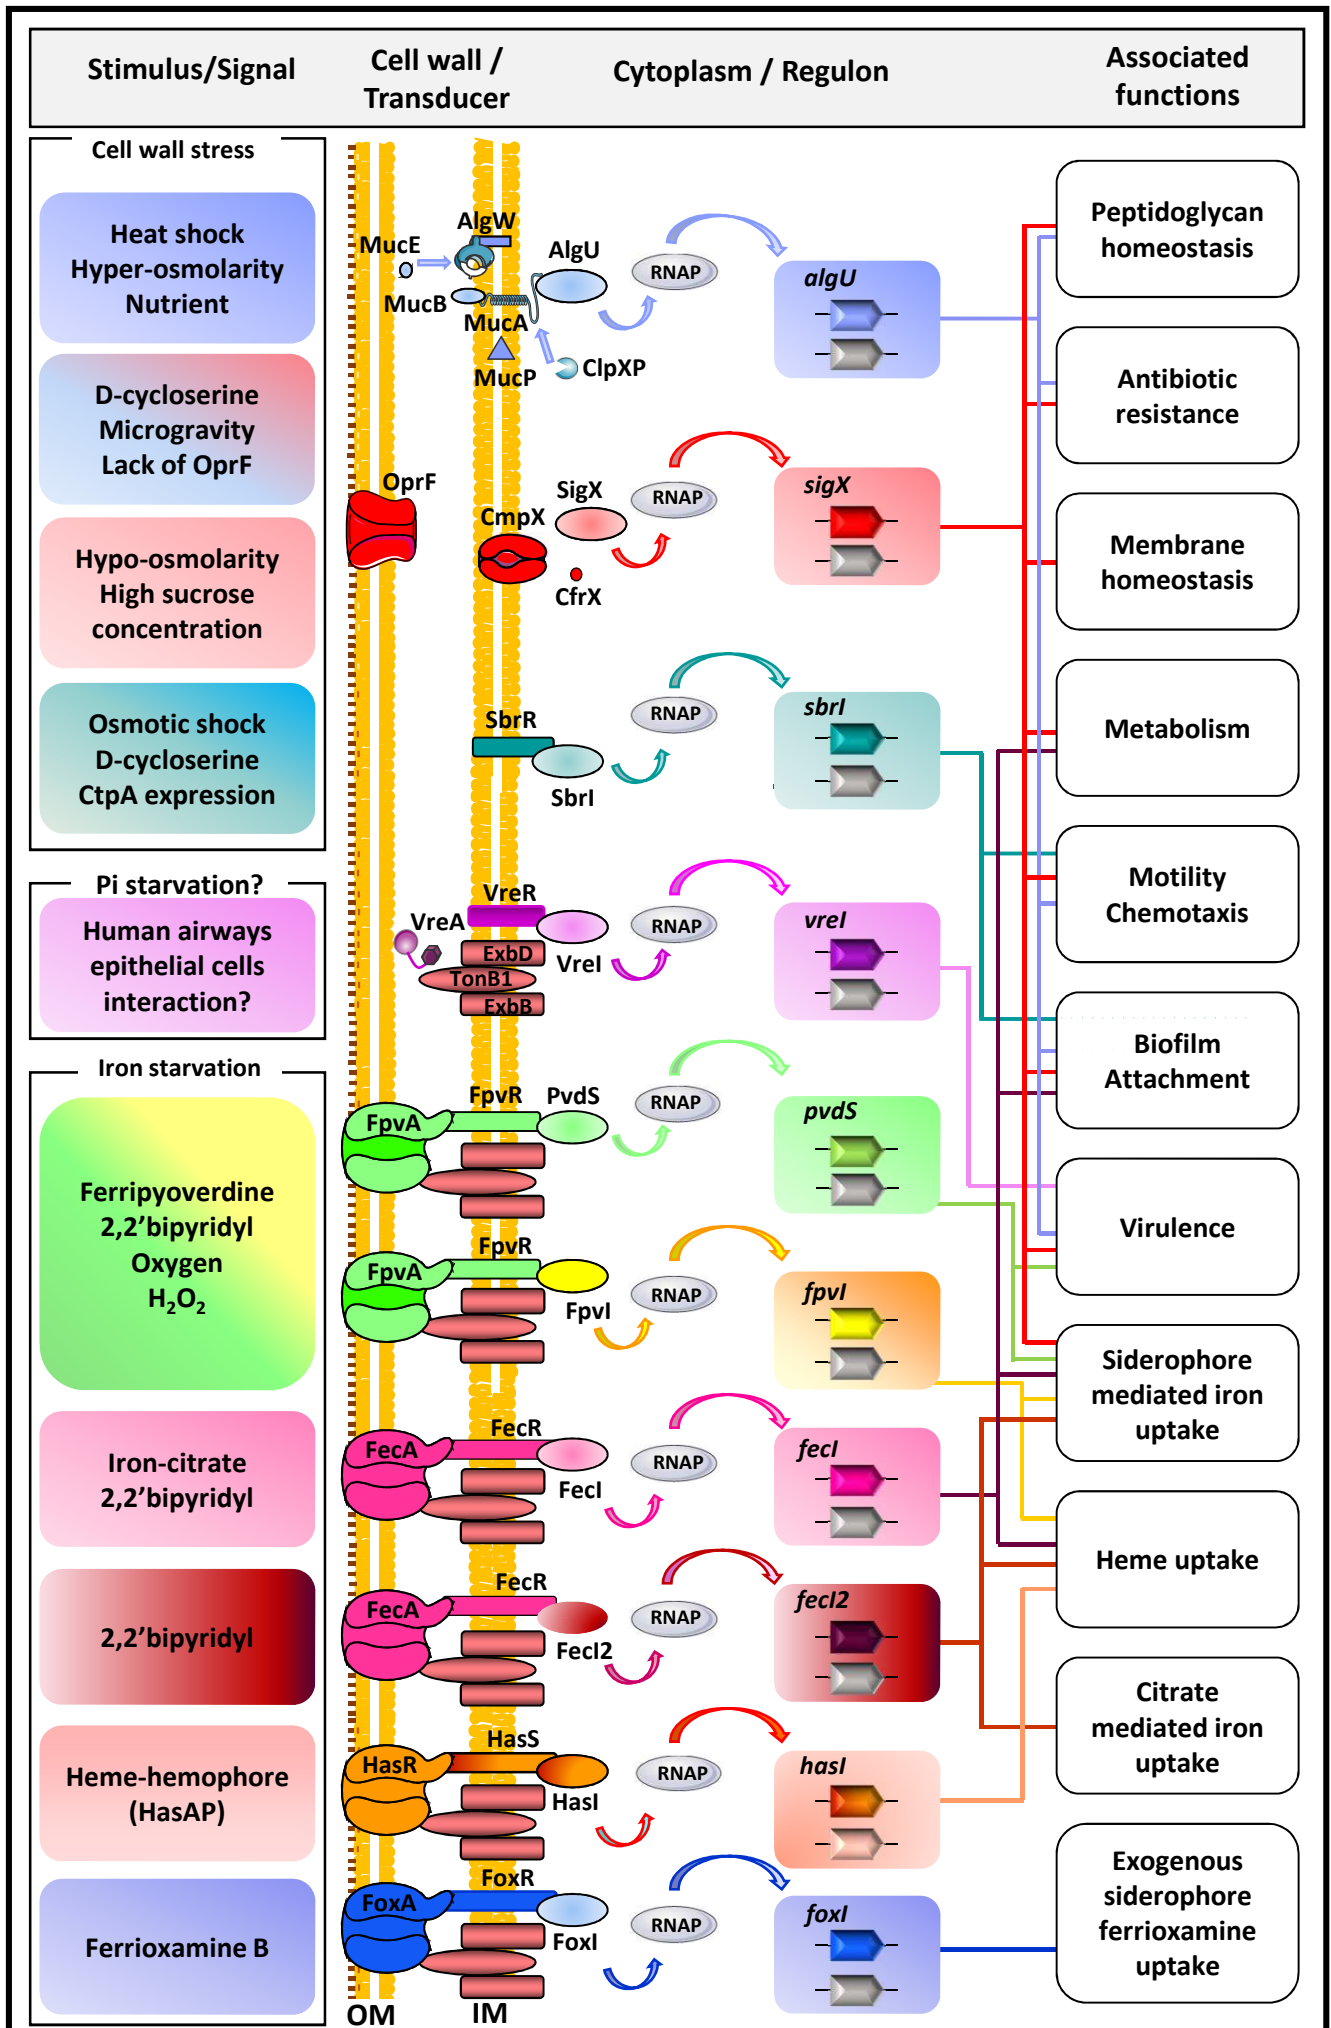 Stimulus/Signal
Cell wall /
Transducer
Cytoplasm / Regulon
Associated
functions
Cell wall stress
Heat shock
Hyper-osmolarity
Nutrient
D-cycloserine
Microgravity
Lack of OprF
Hypo-osmolarity
High sucrose
concentration
Osmotic shock
D-cycloserine
CtpA expression
Pi starvation?
Human airways
epithelial cells
interaction?
Iron starvation
Ferripyoverdine
2,2’bipyridyl
Oxygen
H₂O₂
Iron-citrate
2,2’bipyridyl
2,2’bipyridyl
Heme-hemophore
(HasAP)
Ferrioxamine B
AlgW
MucE
AlgU
MucB
MucA
MucP
ClpXP
RNAP
algU
OprF
SigX
CmpX
CfrX
RNAP
sigX
SbrR
SbrI
RNAP
sbrI
VreR
VreA
ExbD
VreI
TonB1
ExbB
RNAP
vreI
FpvR
PvdS
FpvA
RNAP
pvdS
FpvR
FpvA
FpvI
RNAP
fpvI
FecR
FecA
FecI
RNAP
fecI
FecR
FecA
FecI2
RNAP
fecI2
HasS
HasR
HasI
RNAP
hasI
FoxR
FoxA
FoxI
RNAP
foxI
OM
IM
Peptidoglycan
homeostasis
Antibiotic
resistance
Membrane
homeostasis
Metabolism
Motility
Chemotaxis
Biofilm
Attachment
Virulence
Siderophore
mediated iron
uptake
Heme uptake
Citrate
mediated iron
uptake
Exogenous
siderophore
ferrioxamine
uptake